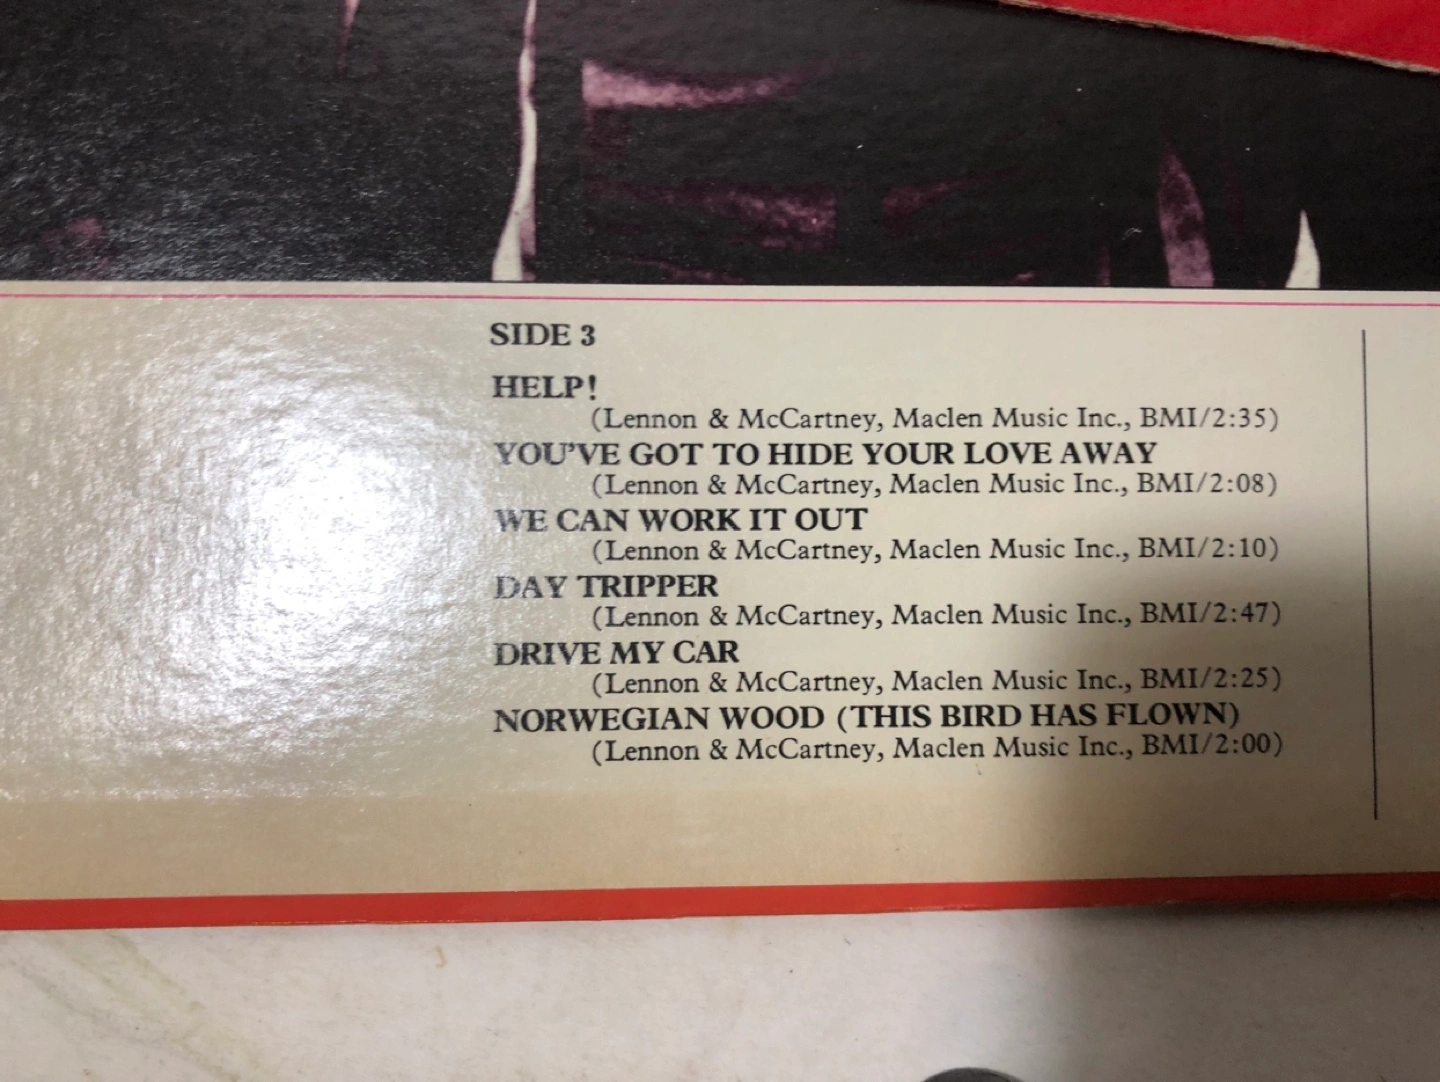 SIDE 3
HELP!
(Lennon & McCartney, Maclen Music Inc., BMI/2:35)
YOU'VE GOT TO HIDE YOUR LOVE AWAY
(Lennon & McCartney, Maclen Music Inc., BMI/2:08)
WE CAN WORK IT OUT
(Lennon & McCartney, Maclen Music Inc., BMI/2:10)
DAY TRIPPER
(Lennon & McCartney, Maclen Music Inc., BMI/2:47)
DRIVE MY CAR
(Lennon & McCartney, Maclen Music Inc., BMI/2:25)
NORWEGIAN WOOD (THIS BIRD HAS FLOWN)
(Lennon & McCartney, Maclen Music Inc., BMI/2:00)